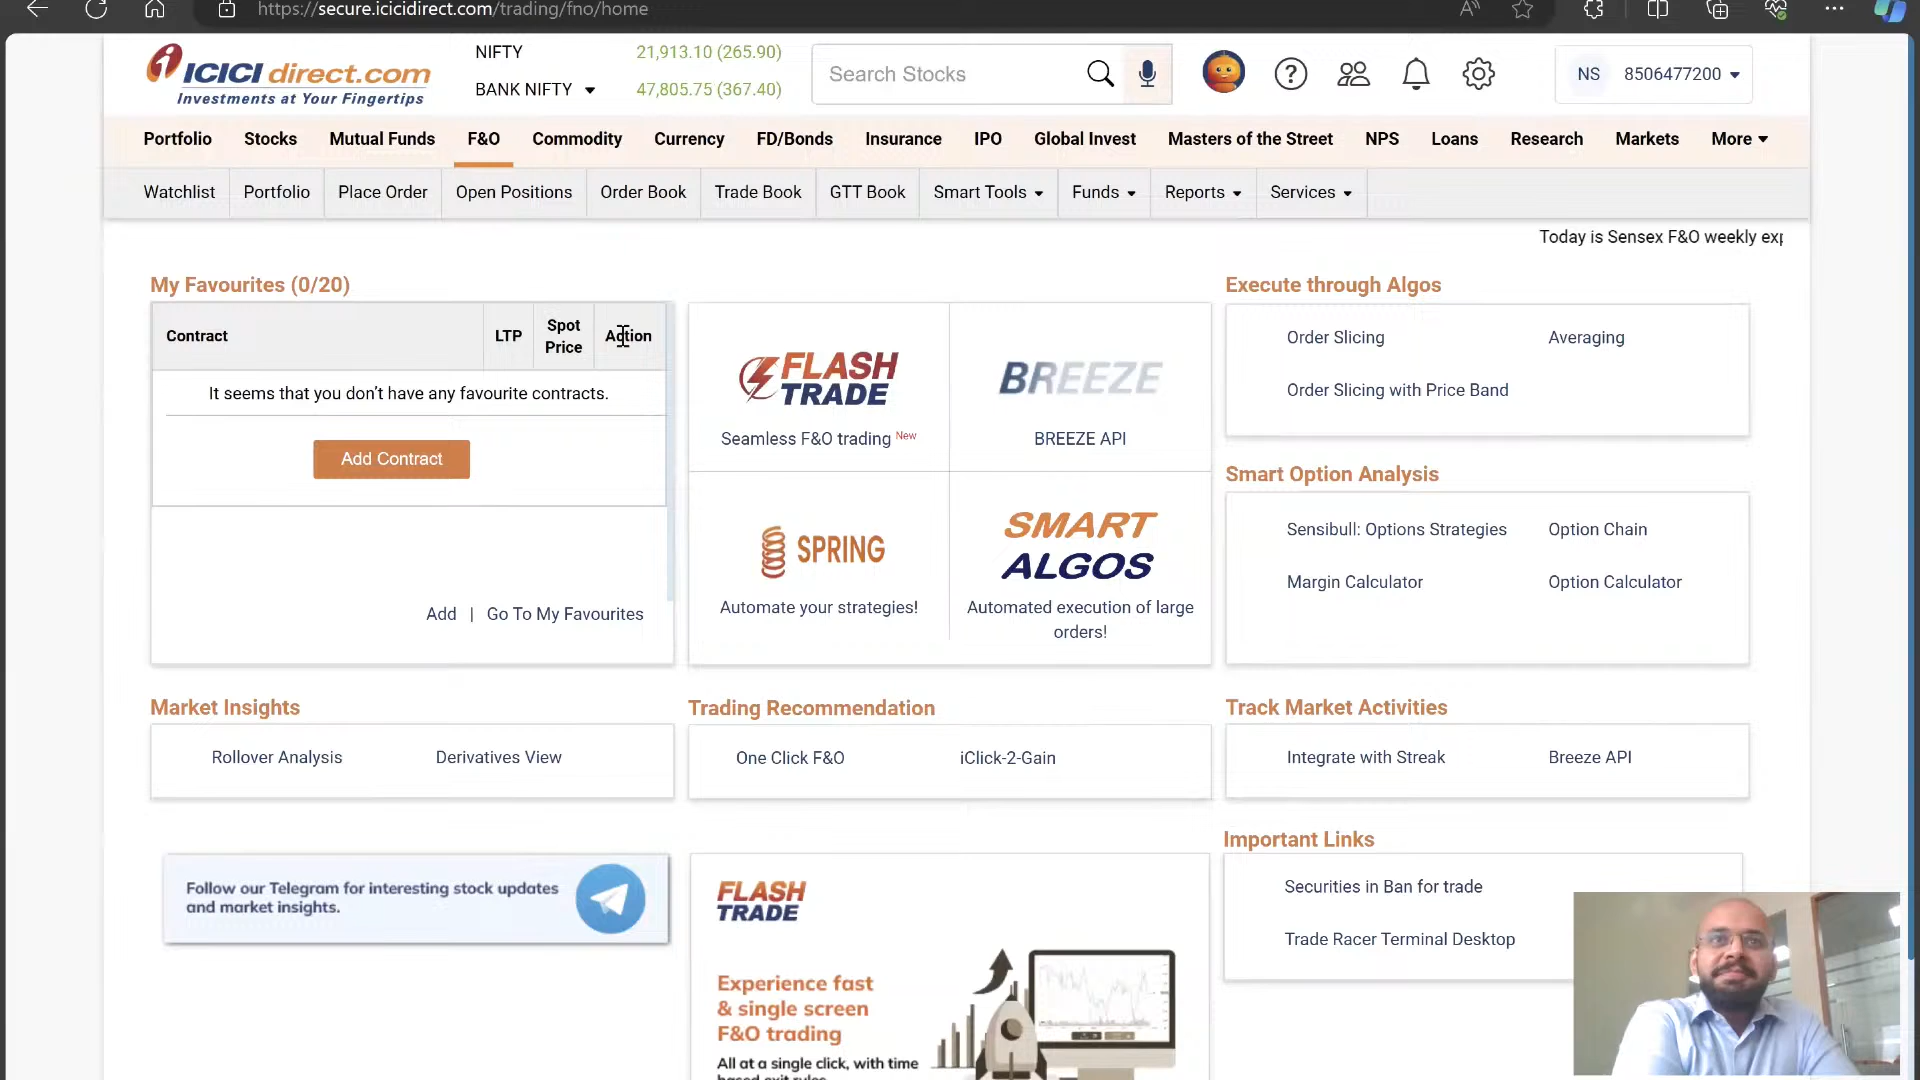 https://secure.icicidirect.com/trading/fno/home
ICICI direct.com
Investments at Your Fingertips
NIFTY 21,913.10 (265.90)
BANK NIFTY 47,805.75 (367.40)
Search Stocks
NS 8506477200
Portfolio Stocks Mutual Funds F&O Commodity Currency FD/Bonds Insurance IPO Global Invest Masters of the Street NPS Loans Research Markets More
Watchlist Portfolio Place Order Open Positions Order Book Trade Book GTT Book Smart Tools Funds Reports Services
Today is Sensex F&O weekly
My Favourites (0/20)
Contract LTP Spot Price Action
It seems that you don't have any favourite contracts.
Add Contract
Add | Go To My Favourites
FLASH TRADE
Seamless F&O trading New
BREEZE
BREEZE API
SPRING
Automate your strategies!
SMART ALGOS
Automated execution of large
orders!
Execute through Algos
Order Slicing Averaging
Order Slicing with Price Band
Smart Option Analysis
Sensibull: Options Strategies Option Chain
Margin Calculator Option Calculator
Market Insights
Rollover Analysis Derivatives View
Trading Recommendation
One Click F&O iClick-2-Gain
Track Market Activities
Integrate with Streak Breeze API
Follow our Telegram for interesting stock updates
and market insights.
FLASH
TRADE
Experience fast
& single screen
F&O trading
All at a single click, with time
Important Links
Securities in Ban for trade
Trade Racer Terminal Desktop